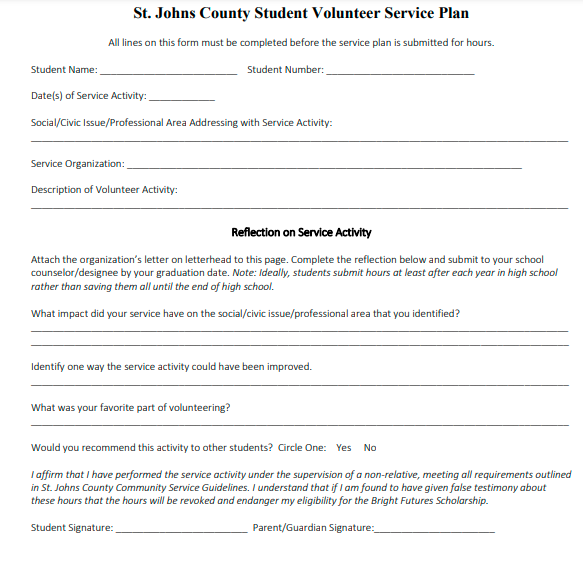 St. Johns County Student Volunteer Service Plan
All lines on this form must be completed before the service plan is submitted for hours.
Student Name: _________________________ Student Number: ___________________________
Date(s) of Service Activity: ____________
Social/Civic Issue/Professional Area Addressing with Service Activity:
Service Organization: ________________________________________________________________________
Description of Volunteer Activity:
Reflection on Service Activity
Attach the organization's letter on letterhead to this page. Complete the reflection below and submit to your school
counselor/designee by your graduation date. Note: Ideally, students submit hours at least after each year in high school
rather than saving them all until the end of high school.
What impact did your service have on the social/civic issue/professional area that you identified?
Identify one way the service activity could have been improved.
What was your favorite part of volunteering?
Would you recommend this activity to other students? Circle One: Yes No
I affirm that I have performed the service activity under the supervision of a non-relative, meeting all requirements outlined
in St. Johns County Community Service Guidelines. I understand that if I am found to have given false testimony about
these hours that the hours will be revoked and endanger my eligibility for the Bright Futures Scholarship.
Student Signature: ________________________ Parent/Guardian Signature:______________________